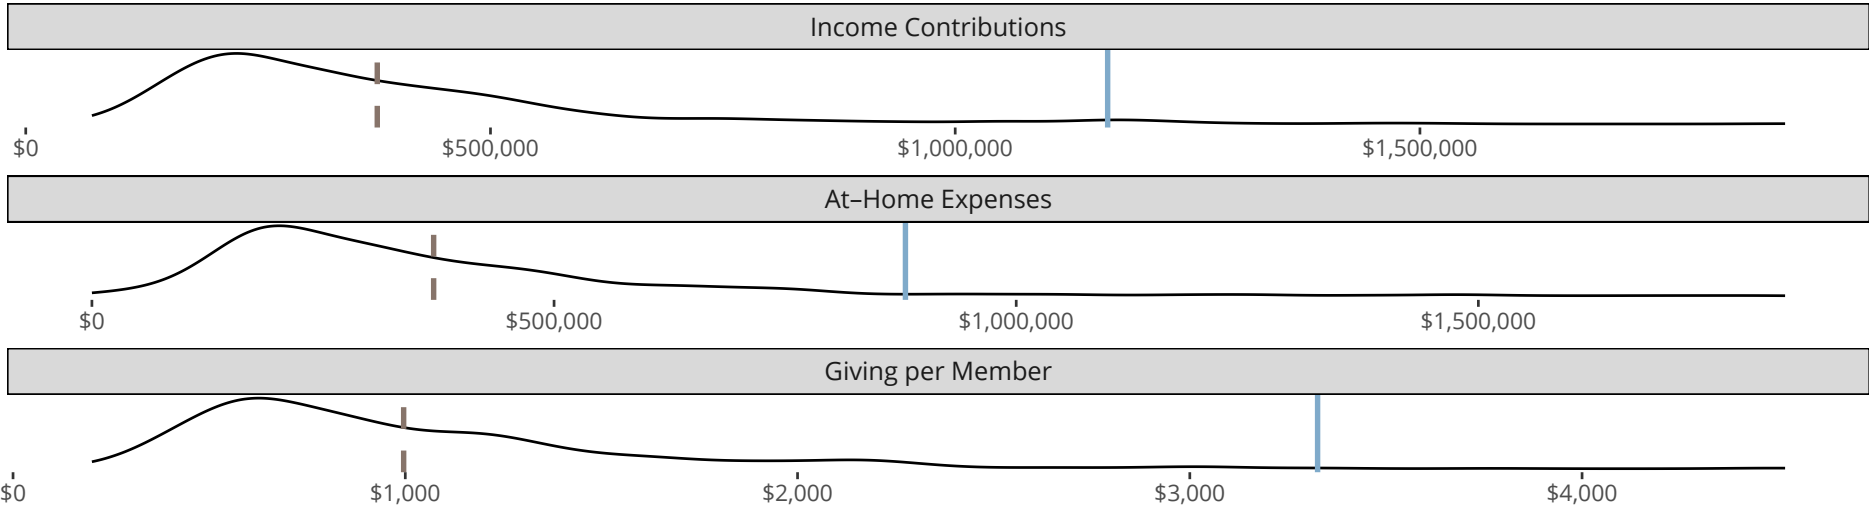 Income Contributions
$0 $500,000 $1,000,000 $1,500,000
At–Home Expenses
$0 $500,000 $1,000,000 $1,500,000
Giving per Member
$0 $1,000 $2,000 $3,000 $4,000